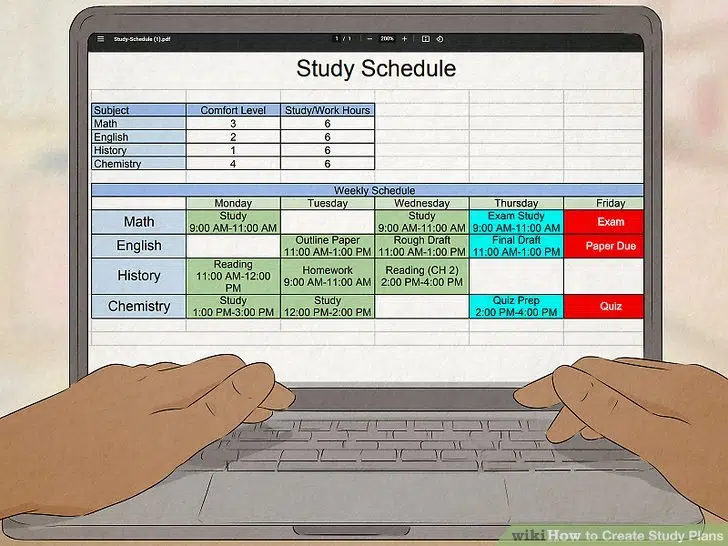 Study-Schedule (1).pdf
1 / 1
200%
Study Schedule
Subject Comfort Level Study/Work Hours
Math 3 6
English 2 6
History 1 6
Chemistry 4 6
Weekly Schedule
Monday Tuesday Wednesday Thursday Friday
Math
Study
9:00 AM-11:00 AM
Study
9:00 AM-11:00 AM
Exam Study
9:00 AM-11:00 AM
Exam
English
Outline Paper
11:00 AM-1:00 PM
Rough Draft
11:00 AM-1:00 PM
Final Draft
11:00 AM-1:00 PM
Paper Due
History
Reading
11:00 AM-12:00
PM
Homework
9:00 AM-11:00 AM
Reading (CH 2)
2:00 PM-4:00 PM
Chemistry
Study
1:00 PM-3:00 PM
Study
12:00 PM-2:00 PM
Quiz Prep
2:00 PM-4:00 PM
Quiz
wikiHow to Create Study Plans